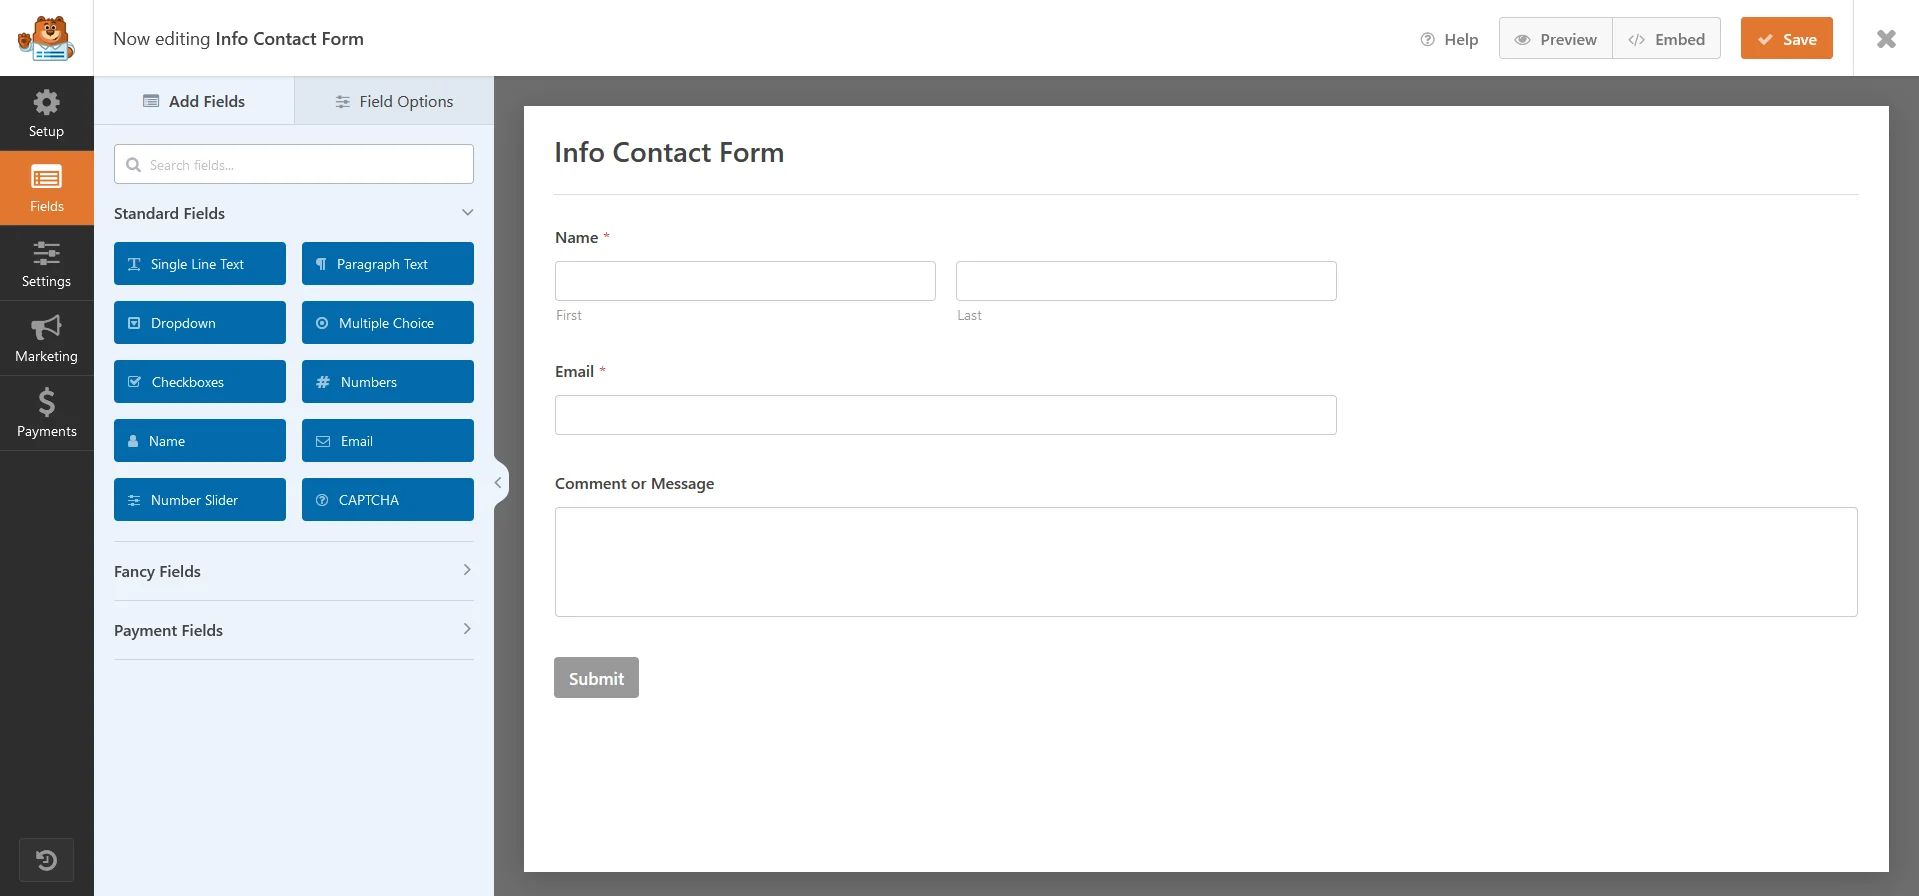 Now editing Info Contact Form
Help
Preview
Embed
Save
Setup
Fields
Settings
Marketing
Payments
Add Fields
Field Options
Search fields...
Standard Fields
Single Line Text
Paragraph Text
Dropdown
Multiple Choice
Checkboxes
Numbers
Name
Email
Number Slider
CAPTCHA
Fancy Fields
Payment Fields
Info Contact Form
Name *
First
Last
Email *
Comment or Message
Submit